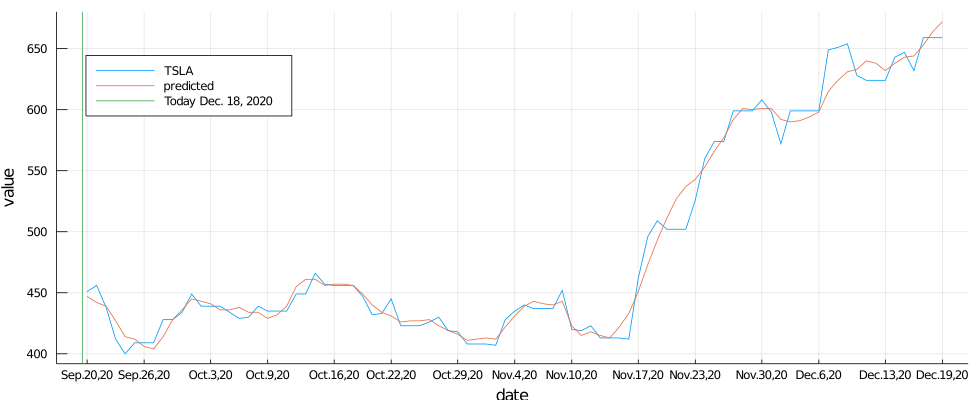 value
650
600
550
500
450
400
TSLA
predicted
Today Dec. 18, 2020
Sep.20,20 Sep.26,20 Oct.3,20 Oct.9,20 Oct.16,20 Oct.22,20 Oct.29,20 Nov.4,20 Nov.10,20 Nov.17,20 Nov.23,20 Nov.30,20 Dec.6,20 Dec.13,20 Dec.19,20
date